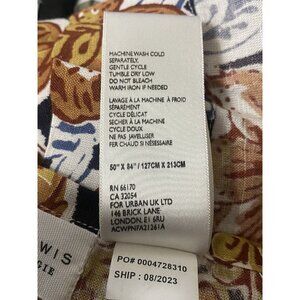 MACHINE WASH COLD
SEPARATELY,
GENTLE CYCLE
TUMBLE DRY LOW
DO NOT BLEACH
WARM IRON IF NEEDED
LAVAGE À LA MACHINE À FROID
SÉPARÉMENT
CYCLE DÉLICAT
SÉCHER À LA MACHINE
CYCLE DOUX
NE PAS JAVELLISER
FER CHAUD SI NÉCESSAIRE
50" X 84" / 127CM X 213CM
RN 66170
CA 32054
FOR URBAN UK LTD
146 BRICK LANE
LONDON. E1 6RU
ACWPN7A21261A
WIS
GIE
PO# 0004728310
SHIP : 08/2023